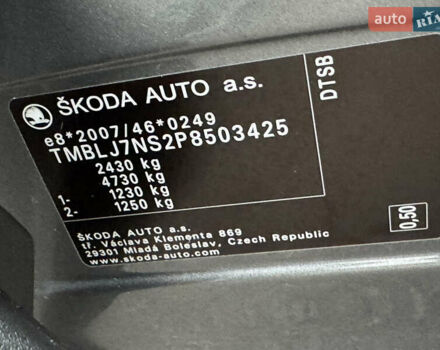 auto RIA
ŠKODA AUTO a.s.
e8*2007/46*0249
TMBLJ7NS2P8503425
2430 kg
4730 kg
1- 1230 kg
2- 1250 kg
DTSB
ŠKODA AUTO a.s.
tř. Václava Klementa 869
29301 Mladá Boleslav, Czech Republic
www.skoda-auto.com
0,50